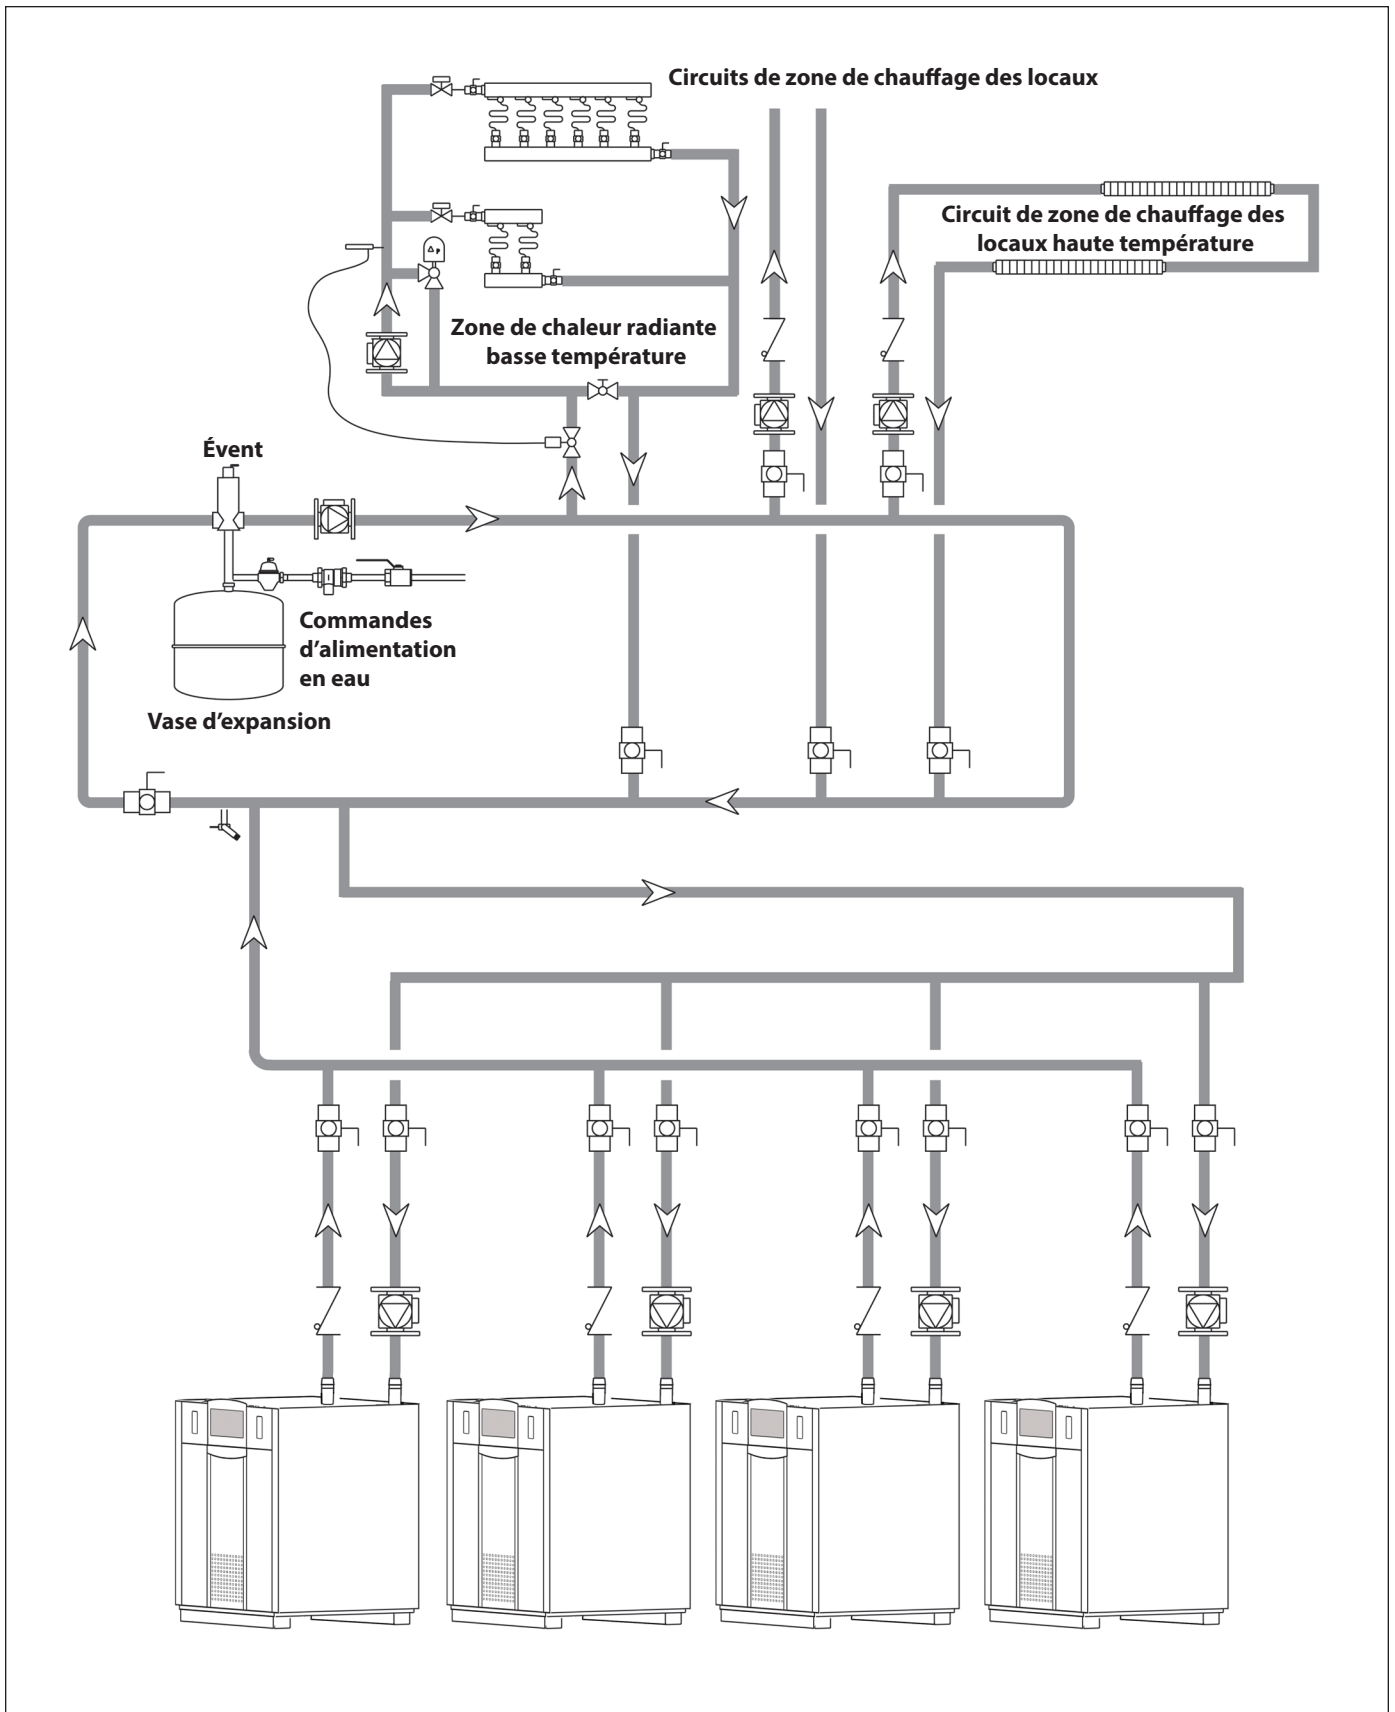 Circuits de zone de chauffage des locaux
Circuit de zone de chauffage des
locaux haute température
ΔP
Zone de chaleur radiante
basse température
Évent
Commandes
d’alimentation
en eau
Vase d’expansion